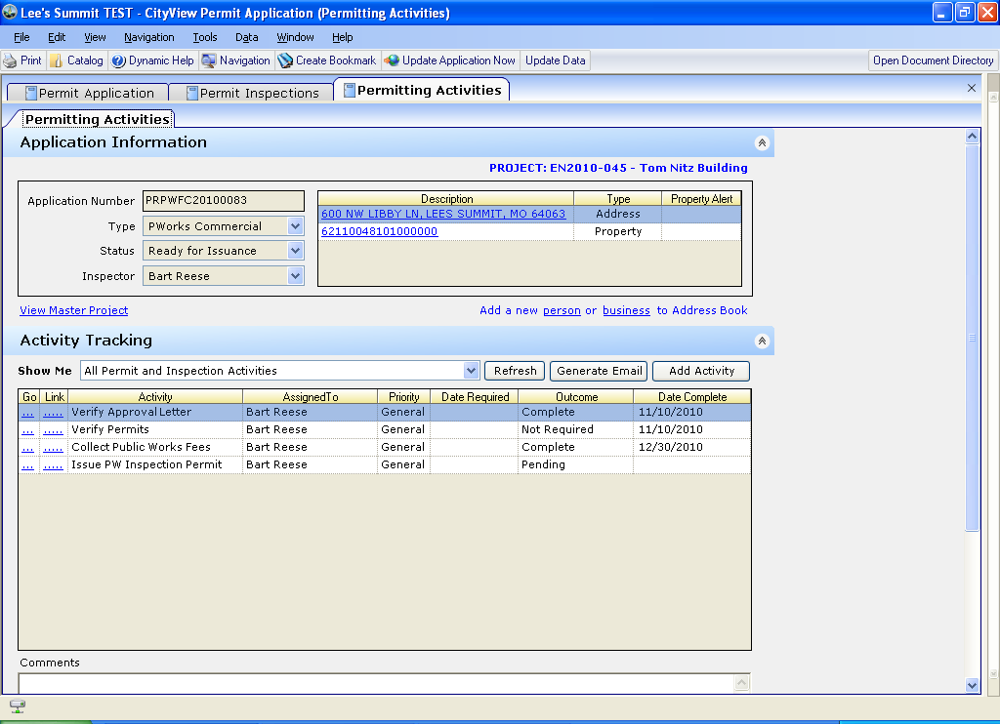 Lee's Summit TEST - CityView Permit Application (Permitting Activities)
File Edit View Navigation Tools Data Window Help
Print Catalog Dynamic Help Navigation Create Bookmark Update Application Now Update Data Open Document Directory
Permit Application Permit Inspections Permitting Activities
Permitting Activities
Application Information
PROJECT: EN2010-045 - Tom Nitz Building
Application Number PRPWFC20100083
Type PWorks Commercial
Status Ready for Issuance
Inspector Bart Reese
Description Type Property Alert
600 NW LIBBY LN, LEES SUMMIT, MO 64063 Address
62110048101000000 Property
View Master Project Add a new person or business to Address Book
Activity Tracking
Show Me All Permit and Inspection Activities Refresh Generate Email Add Activity
Go Link Activity AssignedTo Priority Date Required Outcome Date Complete
... ..... Verify Approval Letter Bart Reese General Complete 11/10/2010
... ..... Verify Permits Bart Reese General Not Required 11/10/2010
... ..... Collect Public Works Fees Bart Reese General Complete 12/30/2010
... ..... Issue PW Inspection Permit Bart Reese General Pending
Comments